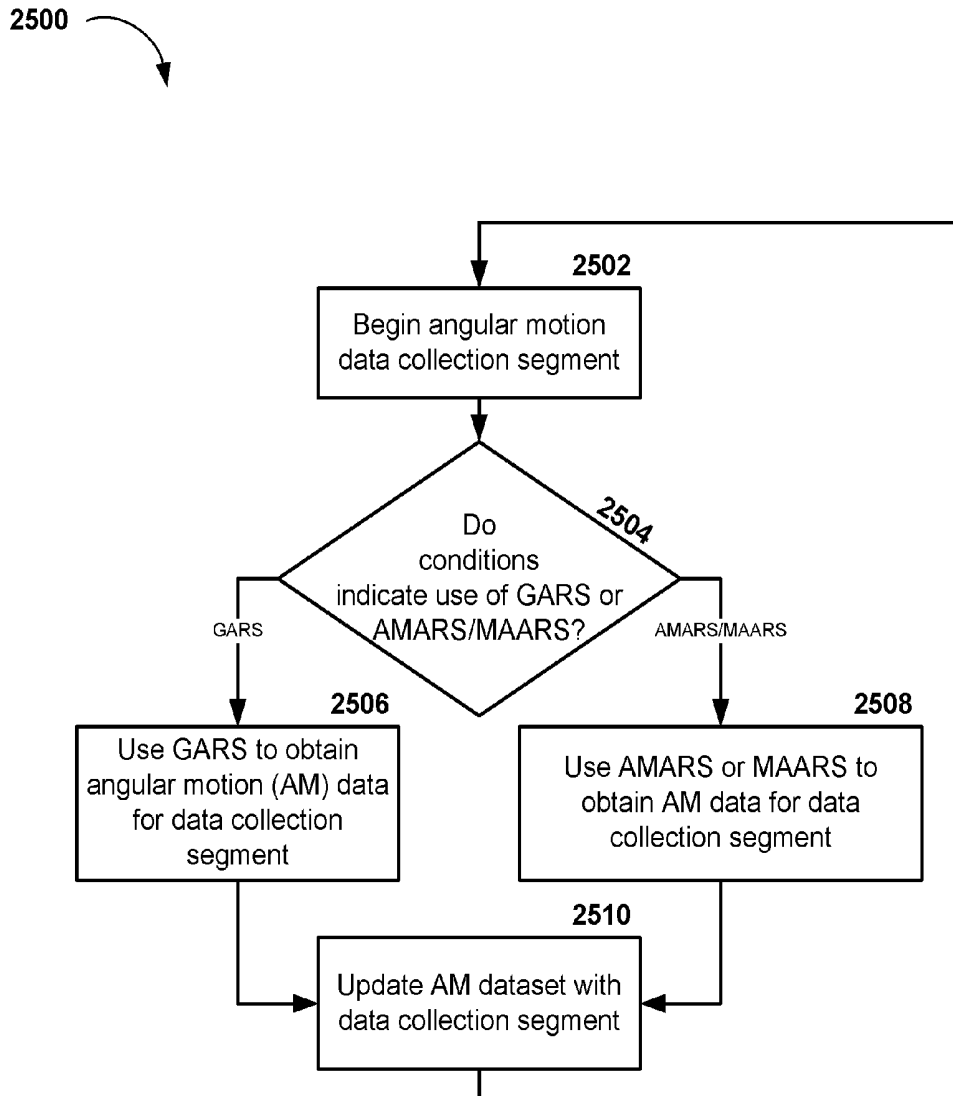 2500
2502
Begin angular motion
data collection segment
2504
Do
conditions
indicate use of GARS or
AMARS/MAARS?
GARS
AMARS/MAARS
2506
Use GARS to obtain
angular motion (AM) data
for data collection
segment
2508
Use AMARS or MAARS to
obtain AM data for data
collection segment
2510
Update AM dataset with
data collection segment